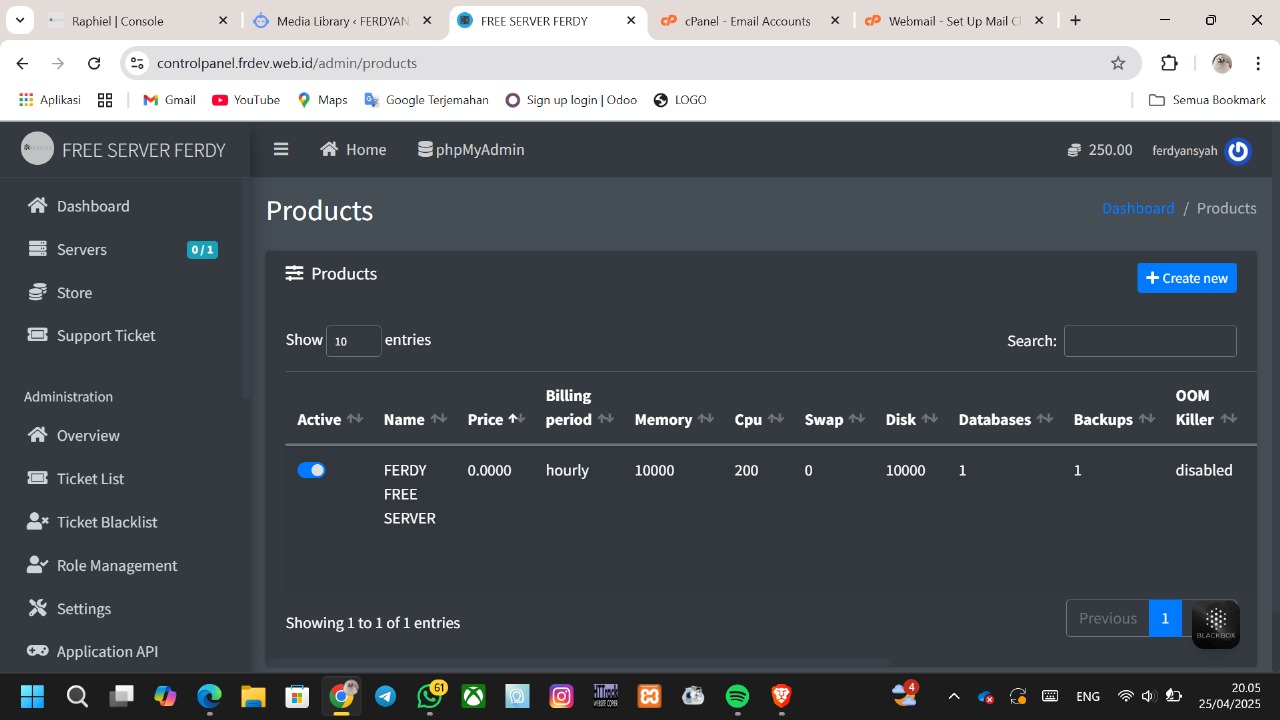 Raphiel | Console
Media Library ‹ FERDYAN
FREE SERVER FERDY
cPanel - Email Accounts
Webmail - Set Up Mail Cl
controlpanel.frdev.web.id/admin/products
Aplikasi
Gmail
YouTube
Maps
Google Terjemahan
Sign up login | Odoo
LOGO
Semua Bookmark
FREE SERVER FERDY
Home
phpMyAdmin
250.00
ferdyansyah
Dashboard
Servers
0 / 1
Store
Support Ticket
Administration
Overview
Ticket List
Ticket Blacklist
Role Management
Settings
Application API
Products
Dashboard / Products
Products
Create new
Show 10 entries
Search:
Active
Name
Price
Billing period
Memory
Cpu
Swap
Disk
Databases
Backups
OOM Killer
FERDY FREE SERVER
0.0000
hourly
10000
200
0
10000
1
1
disabled
Showing 1 to 1 of 1 entries
Previous
1
BLACKBOX
61
4
ENG
20.05
25/04/2025